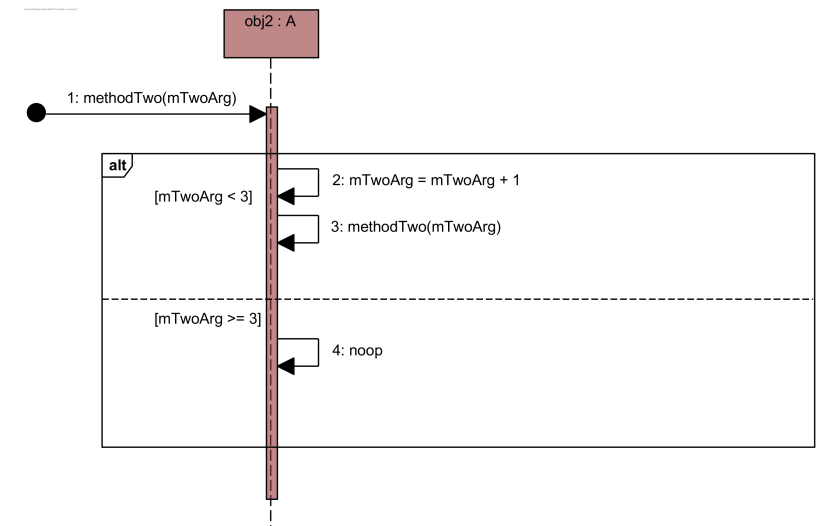 obj2 : A
1: methodTwo(mTwoArg)
alt
2: mTwoArg = mTwoArg + 1
[mTwoArg < 3]
3: methodTwo(mTwoArg)
[mTwoArg >= 3]
4: noop